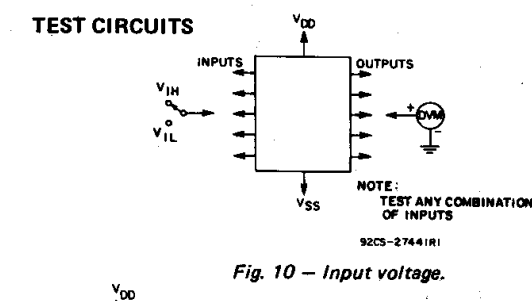 TEST CIRCUITS
VDD
INPUTS
OUTPUTS
VIH
VIL
+
DVM
-
VSS
NOTE:
TEST ANY COMBINATION
OF INPUTS
92CS-27441RI
Fig. 10 — Input voltage.
VDD